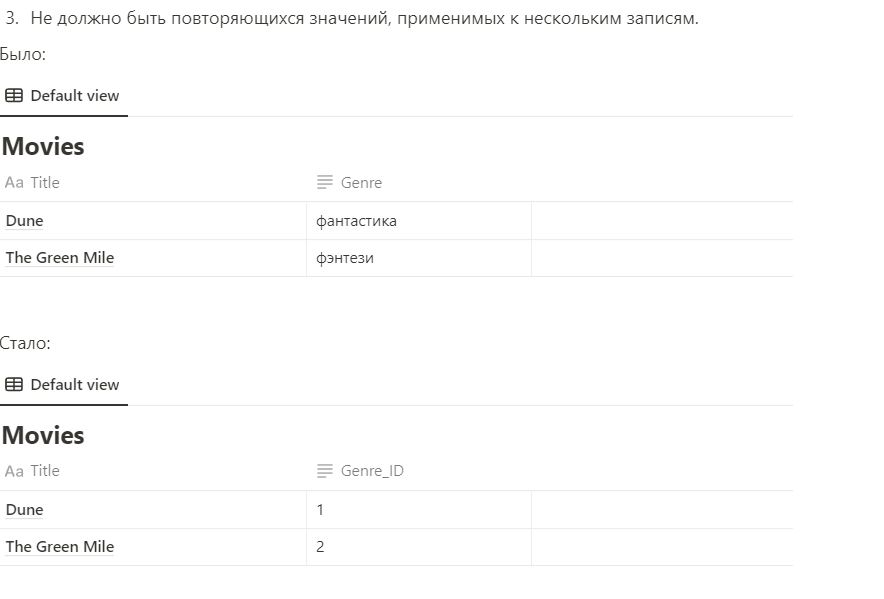 3. Не должно быть повторяющихся значений, применимых к нескольким записям.
Было:
Default view
Movies
Aa Title Genre
Dune фантастика
The Green Mile фэнтези
Стало:
Default view
Movies
Aa Title Genre_ID
Dune 1
The Green Mile 2